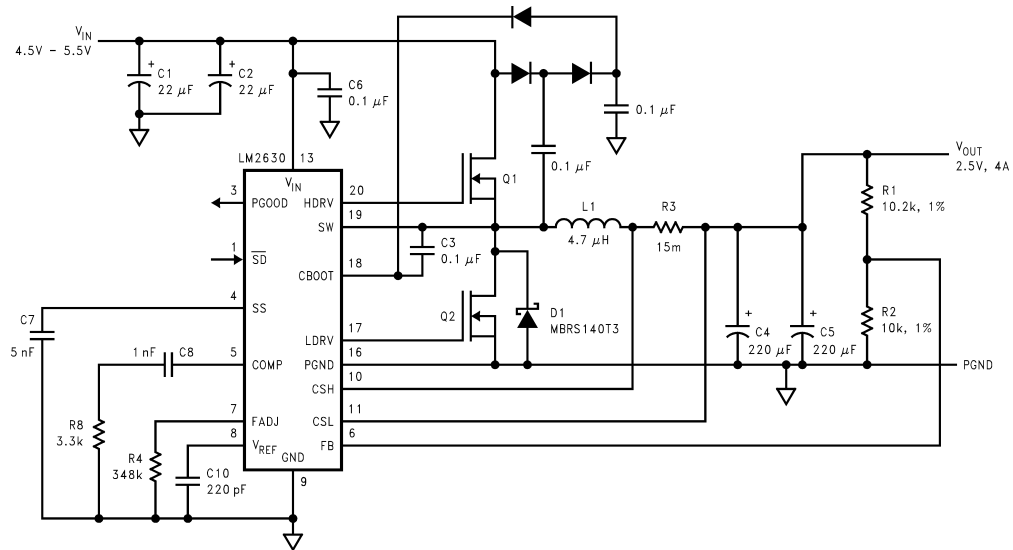 V_IN
4.5V – 5.5V
C1
22 μF
C2
22 μF
C6
0.1 μF
0.1 μF
0.1 μF
LM2630
13
V_IN
3
PGOOD
1
S̅D̅
4
SS
5
COMP
7
FADJ
8
V_REF
GND
9
20
HDRV
19
SW
18
CBOOT
17
LDRV
16
PGND
10
CSH
11
CSL
6
FB
Q1
Q2
C3
0.1 μF
D1
MBRS140T3
L1
4.7 μH
R3
15m
V_OUT
2.5V, 4A
R1
10.2k, 1%
R2
10k, 1%
C4
220 μF
C5
220 μF
PGND
C7
5 nF
1 nF
C8
R8
3.3k
R4
348k
C10
220 pF